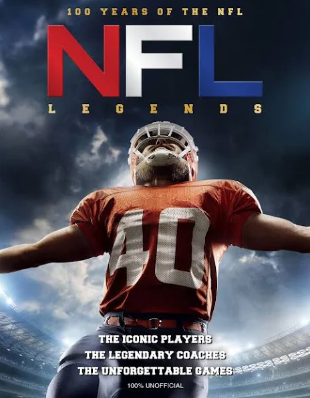 100 YEARS OF THE NFL
NFL
LEGENDS
40
THE ICONIC PLAYERS
THE LEGENDARY COACHES
THE UNFORGETTABLE GAMES
100% UNOFFICIAL